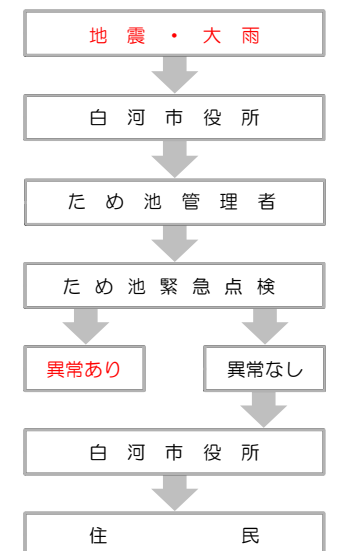 地震・大雨
白河市役所
ため池管理者
ため池緊急点検
異常あり
異常なし
白河市役所
住民